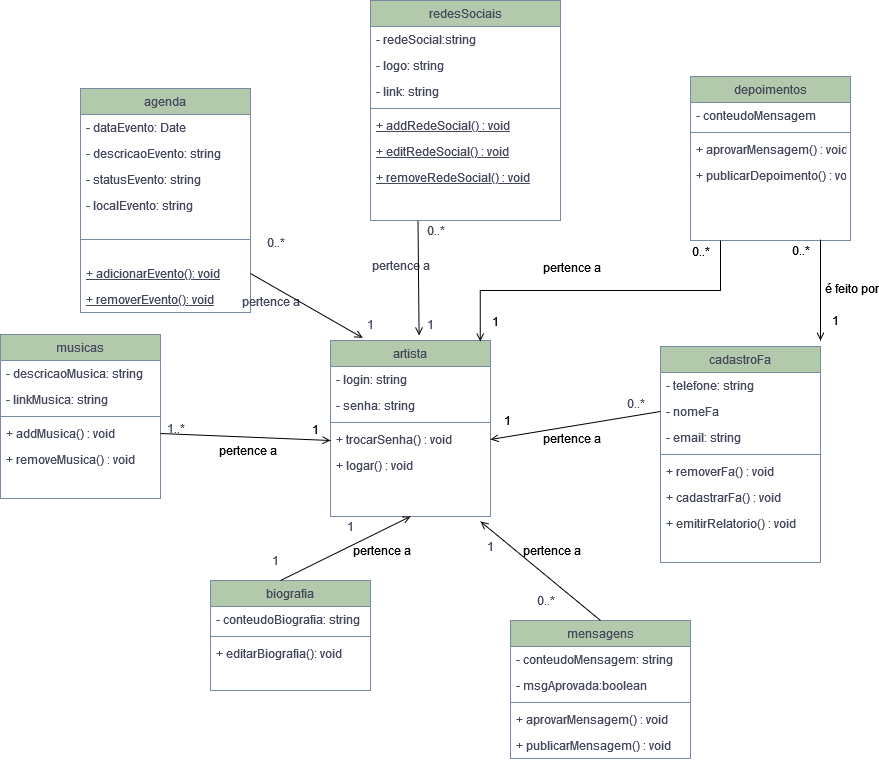 redesSociais
- redeSocial:string
- logo: string
- link: string
+ addRedeSocial() : void
+ editRedeSocial() : void
+ removeRedeSocial() : void
agenda
- dataEvento: Date
- descricaoEvento: string
- statusEvento: string
- localEvento: string
+ adicionarEvento(): void
+ removerEvento(): void
depoimentos
- conteudoMensagem
+ aprovarMensagem() : void
+ publicarDepoimento() : vo
0..*
pertence a
1
0..*
pertence a
1
0..*
pertence a
1
0..*
é feito por
1
musicas
- descricaoMusica: string
- linkMusica: string
+ addMusica() : void
+ removeMusica() : void
1..*
pertence a
1
artista
- login: string
- senha: string
+ trocarSenha() : void
+ logar() : void
cadastroFa
- telefone: string
- nomeFa
- email: string
+ removerFa() : void
+ cadastrarFa() : void
+ emitirRelatorio() : void
0..*
1
pertence a
1
pertence a
1
biografia
- conteudoBiografia: string
+ editarBiografia(): void
1
pertence a
0..*
mensagens
- conteudoMensagem: string
- msgAprovada:boolean
+ aprovarMensagem() : void
+ publicarMensagem() : void